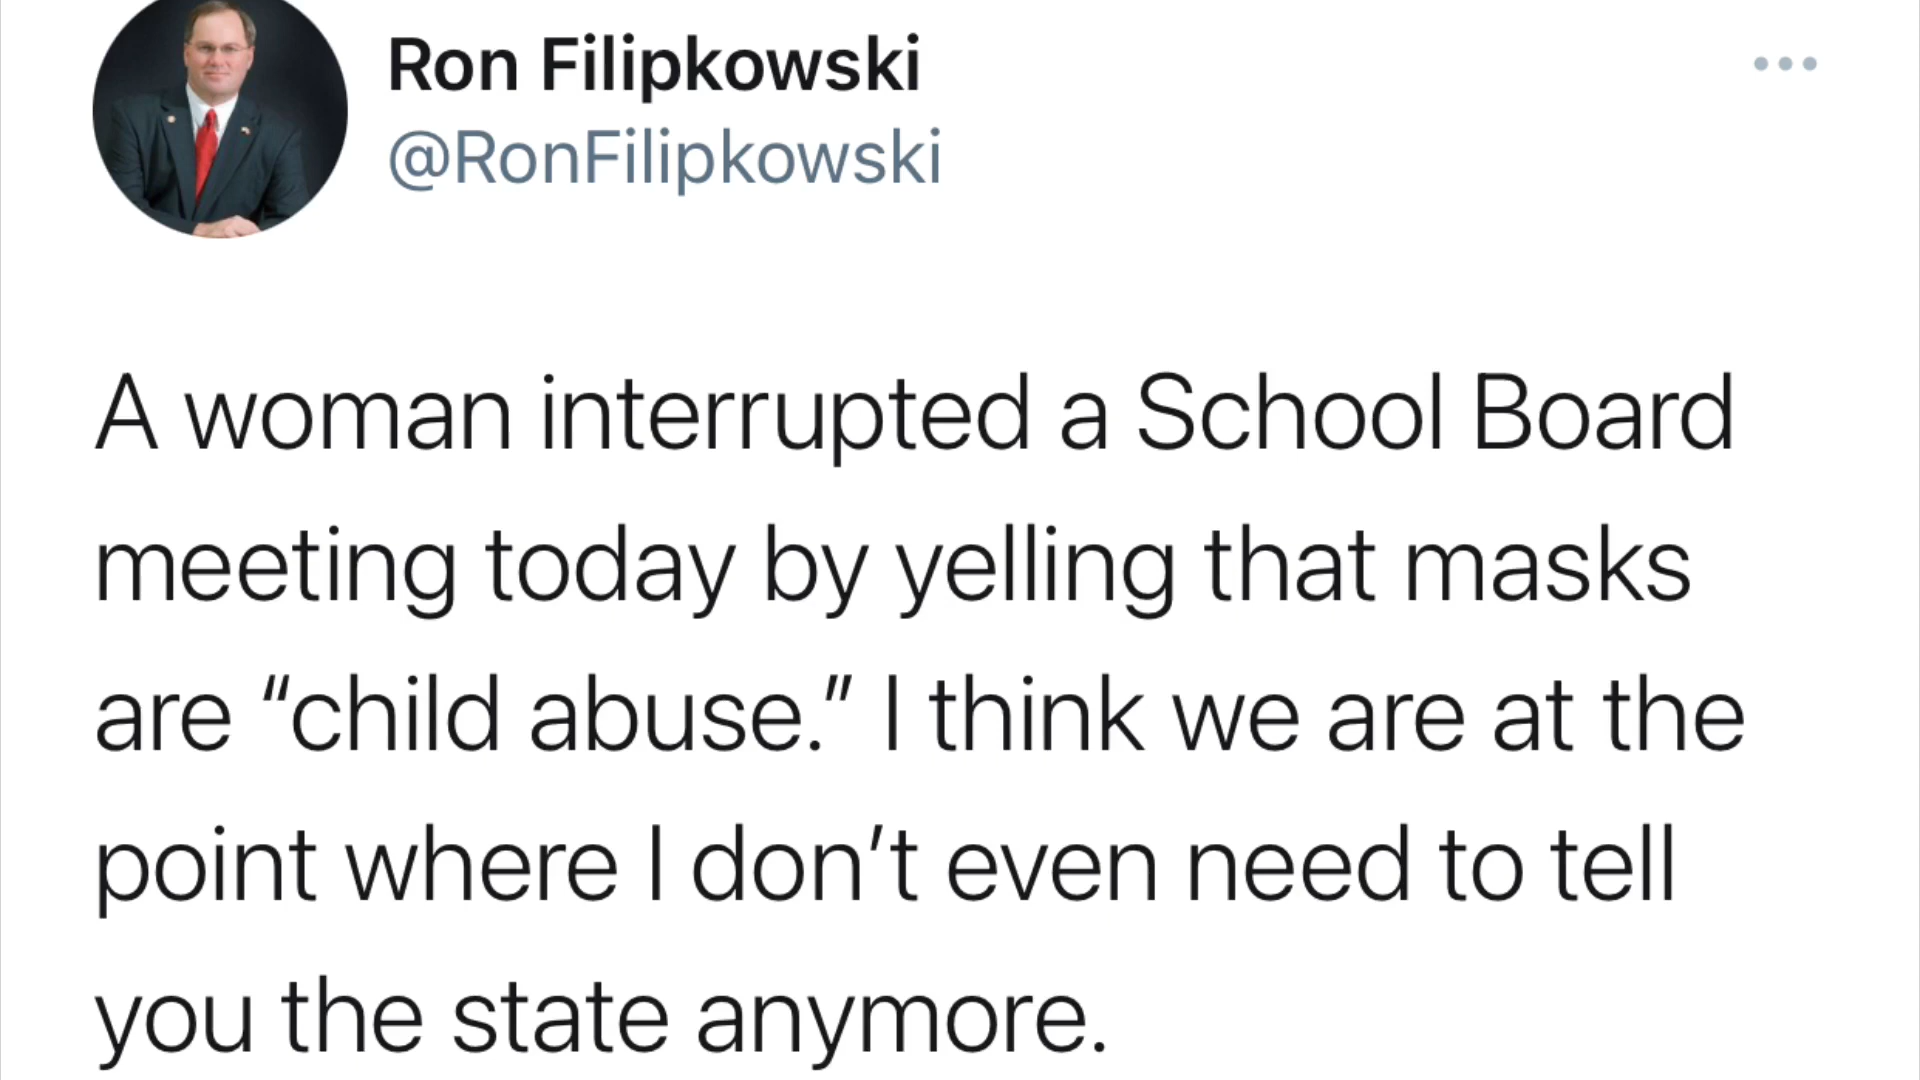 Ron Filipkowski
@RonFilipkowski
A woman interrupted a School Board
meeting today by yelling that masks
are “child abuse.” I think we are at the
point where I don’t even need to tell
you the state anymore.